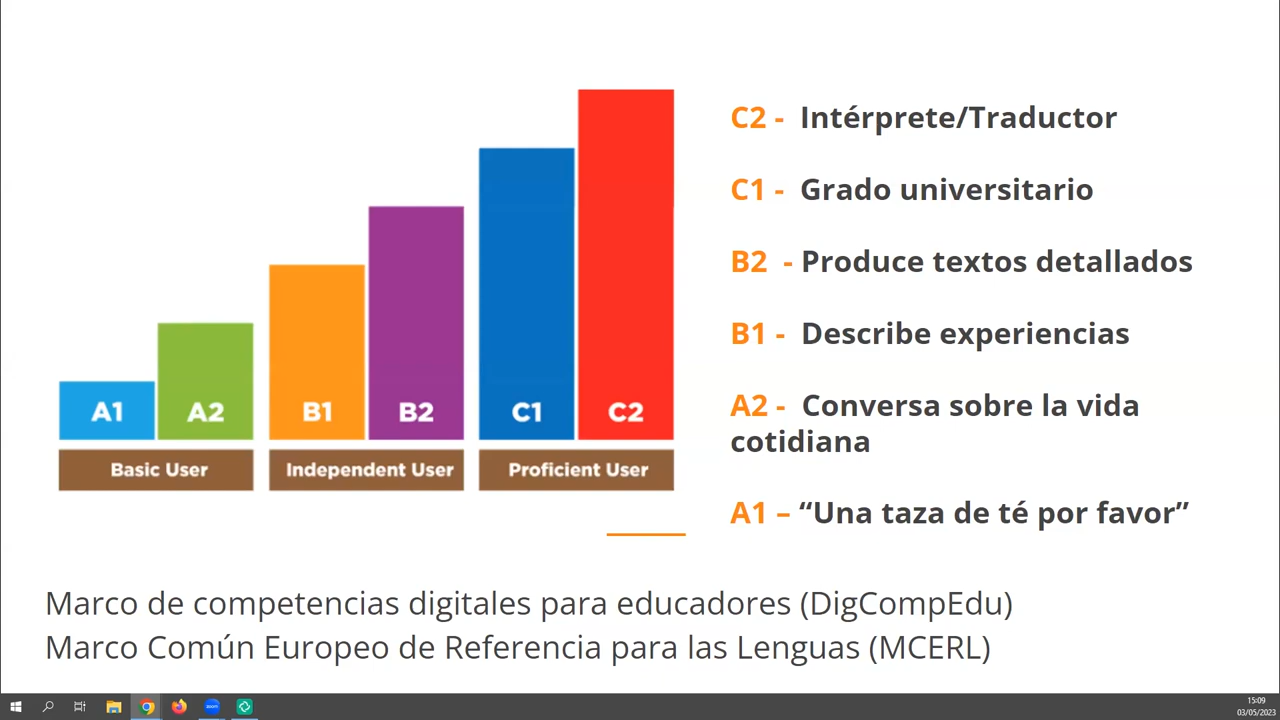 A1
A2
B1
B2
C1
C2
Basic User
Independent User
Proficient User
C2 - Intérprete/Traductor
C1 - Grado universitario
B2 - Produce textos detallados
B1 - Describe experiencias
A2 - Conversa sobre la vida
cotidiana
A1 – “Una taza de té por favor”
Marco de competencias digitales para educadores (DigCompEdu)
Marco Común Europeo de Referencia para las Lenguas (MCERL)
zoom
15:09
03/05/2023